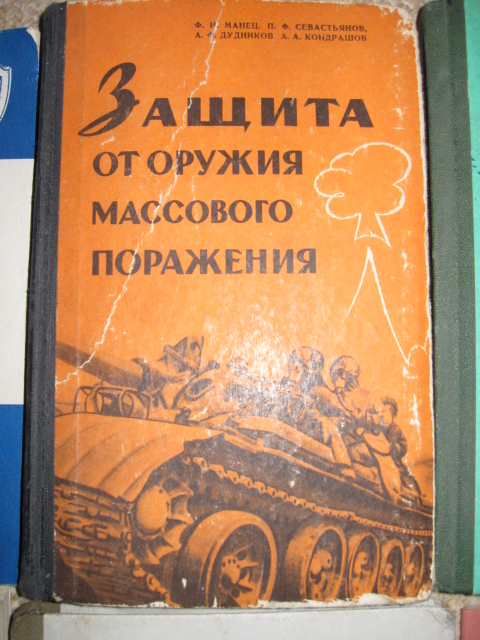 Ф. И. МАНЕЦ, П. Ф. СЕВАСТЬЯНОВ,
А. Ф. ДУДНИКОВ, А. А. КОНДРАШОВ
ЗАЩИТА
ОТ ОРУЖИЯ
МАССОВОГО
ПОРАЖЕНИЯ